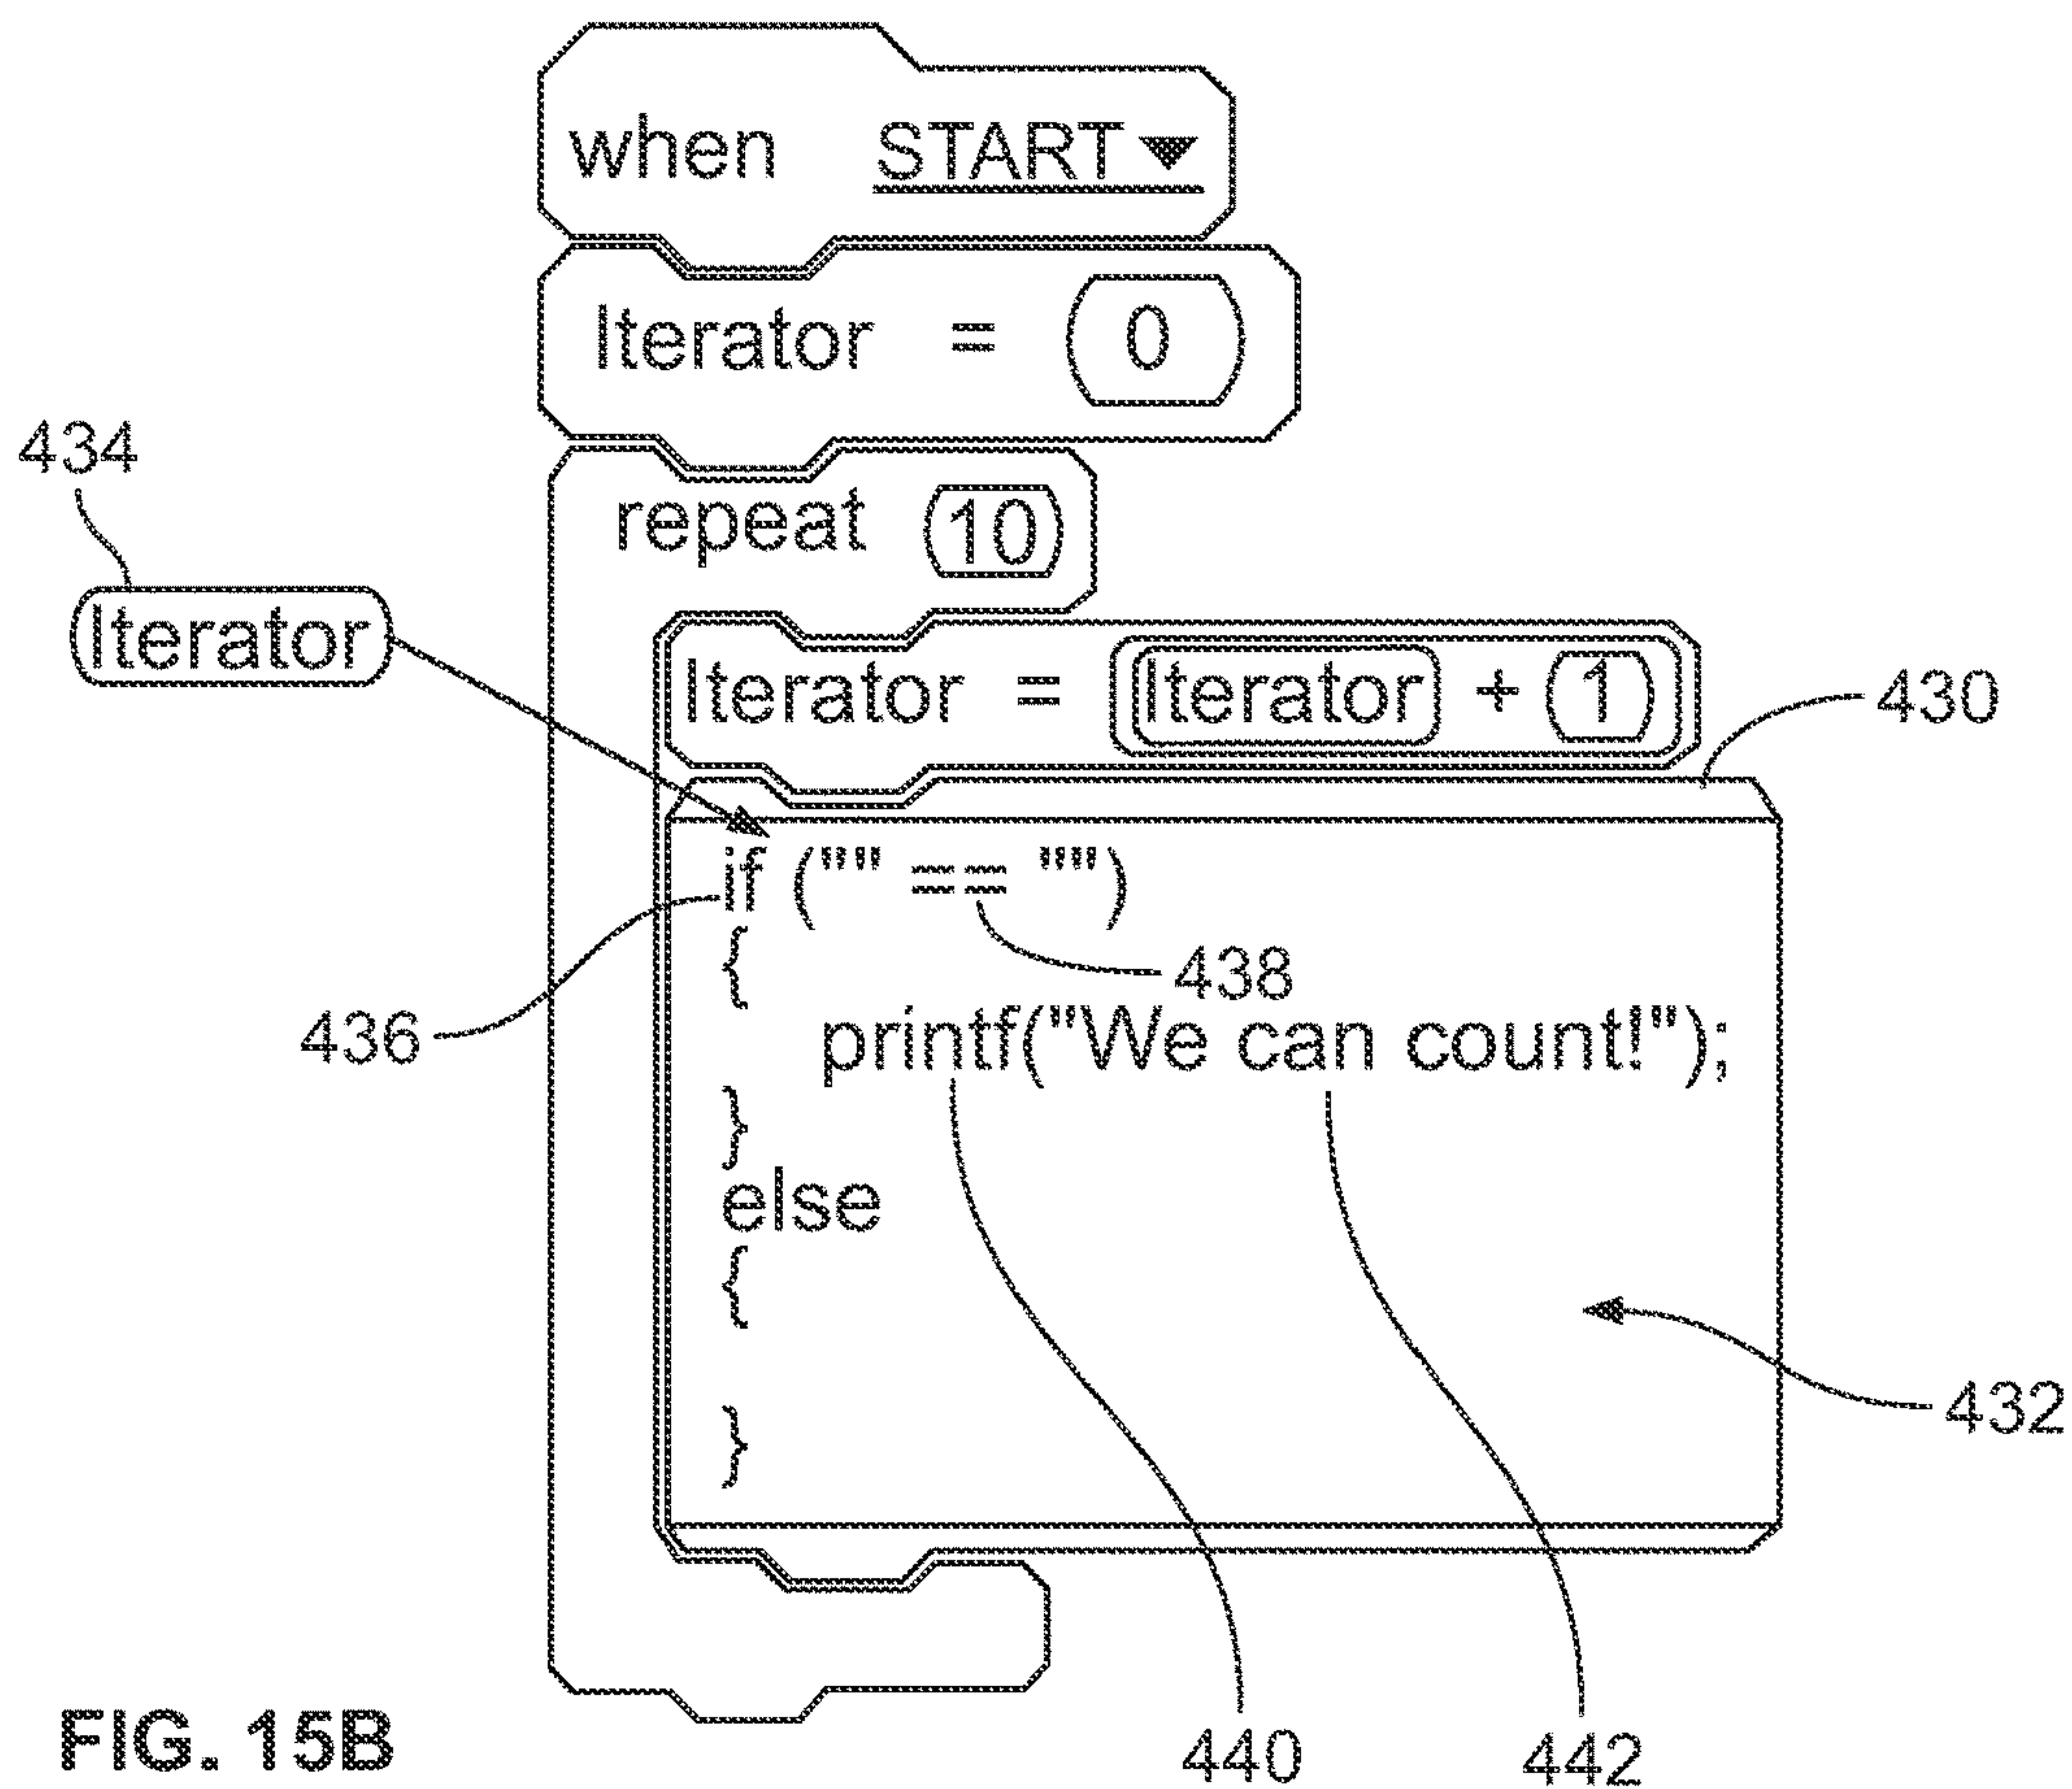 when START
Iterator = 0
434
repeat 10
Iterator
Iterator = Iterator + 1
430
if ("" == "")
{
438
436
printf("We can count!");
}
else
{
432
}
FIG. 15B
440 442